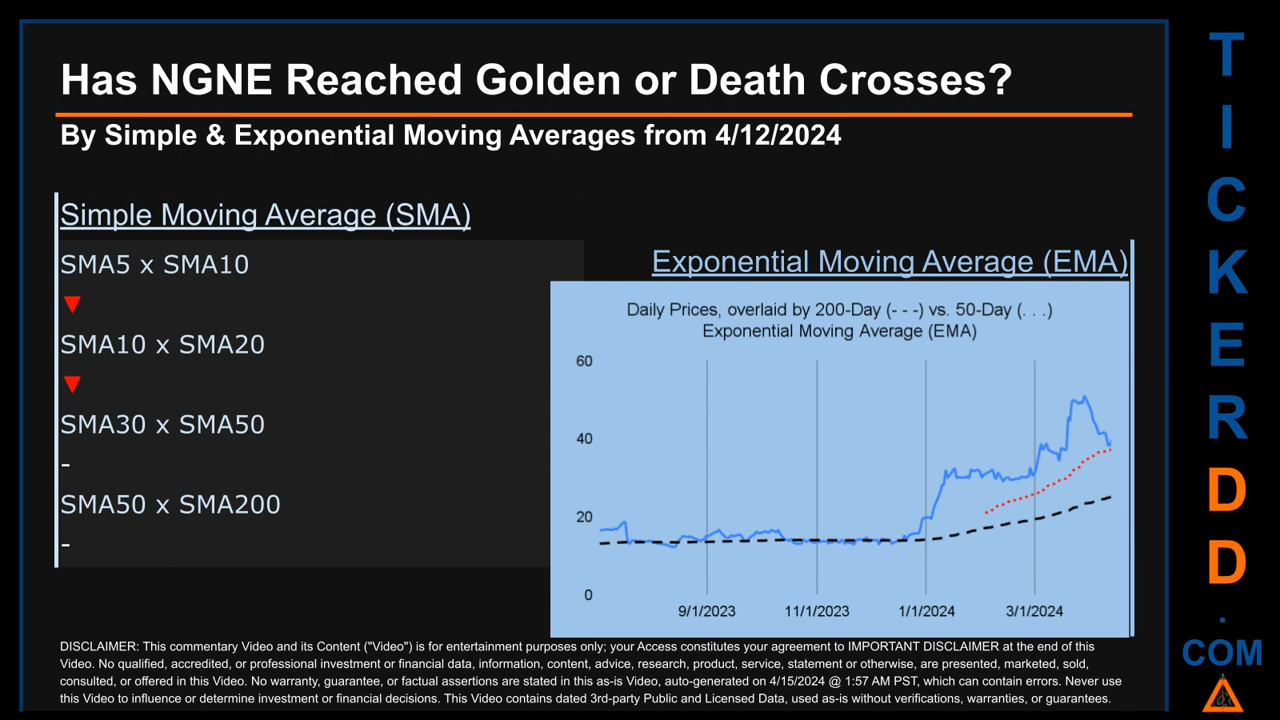 Has NGNE Reached Golden or Death Crosses?
By Simple & Exponential Moving Averages from 4/12/2024
Simple Moving Average (SMA)
SMA5 x SMA10
▼
SMA10 x SMA20
▼
SMA30 x SMA50
-
SMA50 x SMA200
-
Exponential Moving Average (EMA)
Daily Prices, overlaid by 200-Day (- - -) vs. 50-Day (. . .)
Exponential Moving Average (EMA)
60
40
20
0
9/1/2023
11/1/2023
1/1/2024
3/1/2024
DISCLAIMER: This commentary Video and its Content ("Video") is for entertainment purposes only; your Access constitutes your agreement to IMPORTANT DISCLAIMER at the end of this
Video. No qualified, accredited, or professional investment or financial data, information, content, advice, research, product, service, statement or otherwise, are presented, marketed, sold,
consulted, or offered in this Video. No warranty, guarantee, or factual assertions are stated in this as-is Video, auto-generated on 4/15/2024 @ 1:57 AM PST, which can contain errors. Never use
this Video to influence or determine investment or financial decisions. This Video contains dated 3rd-party Public and Licensed Data, used as-is without verifications, warranties, or guarantees.
T
I
C
K
E
R
D
D
.
COM